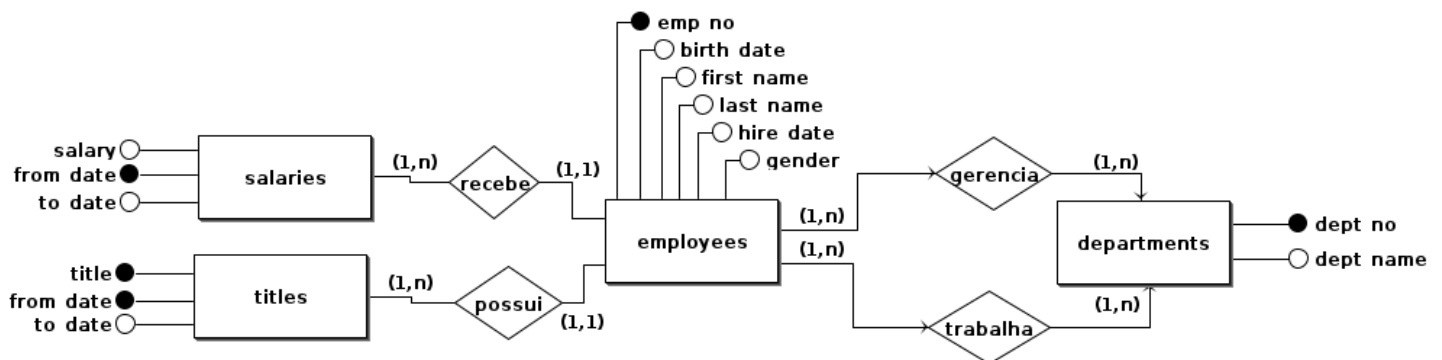 emp no
birth date
first name
last name
hire date
gender
salary
from date
to date
salaries
(1,n)
recebe
(1,1)
title
from date
to date
titles
(1,n)
possui
(1,1)
employees
(1,n)
gerencia
(1,n)
(1,n)
trabalha
(1,n)
departments
dept no
dept name